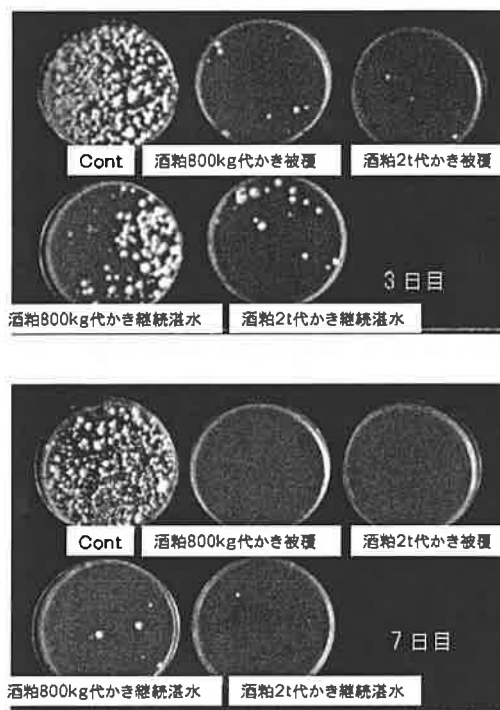 Cont
酒粕800kg代かき被覆
酒粕2t代かき被覆
3日目
酒粕800kg代かき継続湛水
酒粕2t代かき継続湛水
Cont
酒粕800kg代かき被覆
酒粕2t代かき被覆
7日目
酒粕800kg代かき継続湛水
酒粕2t代かき継続湛水